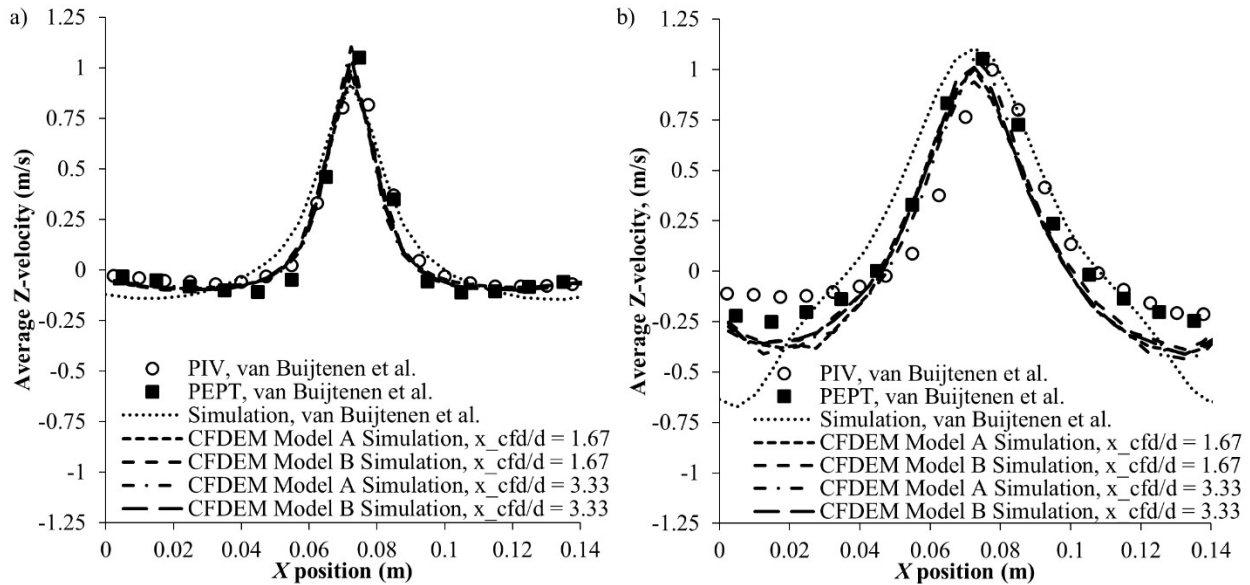 a)
Average Z-velocity (m/s)
1.25
1
0.75
0.5
0.25
0
-0.25
-0.5
-0.75
-1
-1.25
PIV, van Buijtenen et al.
PEPT, van Buijtenen et al.
Simulation, van Buijtenen et al.
CFDEM Model A Simulation, x_cfd/d = 1.67
CFDEM Model B Simulation, x_cfd/d = 1.67
CFDEM Model A Simulation, x_cfd/d = 3.33
CFDEM Model B Simulation, x_cfd/d = 3.33
0 0.02 0.04 0.06 0.08 0.1 0.12 0.14
X position (m)
b)
Average Z-velocity, (m/s)
1.25
1
0.75
0.5
0.25
0
-0.25
-0.5
-0.75
-1
-1.25
PIV, van Buijtenen et al.
PEPT, van Buijtenen et al.
Simulation, van Buijtenen et al.
CFDEM Model A Simulation, x_cfd/d = 1.67
CFDEM Model B Simulation, x_cfd/d = 1.67
CFDEM Model A Simulation, x_cfd/d = 3.33
CFDEM Model B Simulation, x_cfd/d = 3.33
0 0.02 0.04 0.06 0.08 0.1 0.12 0.14
X position (m)